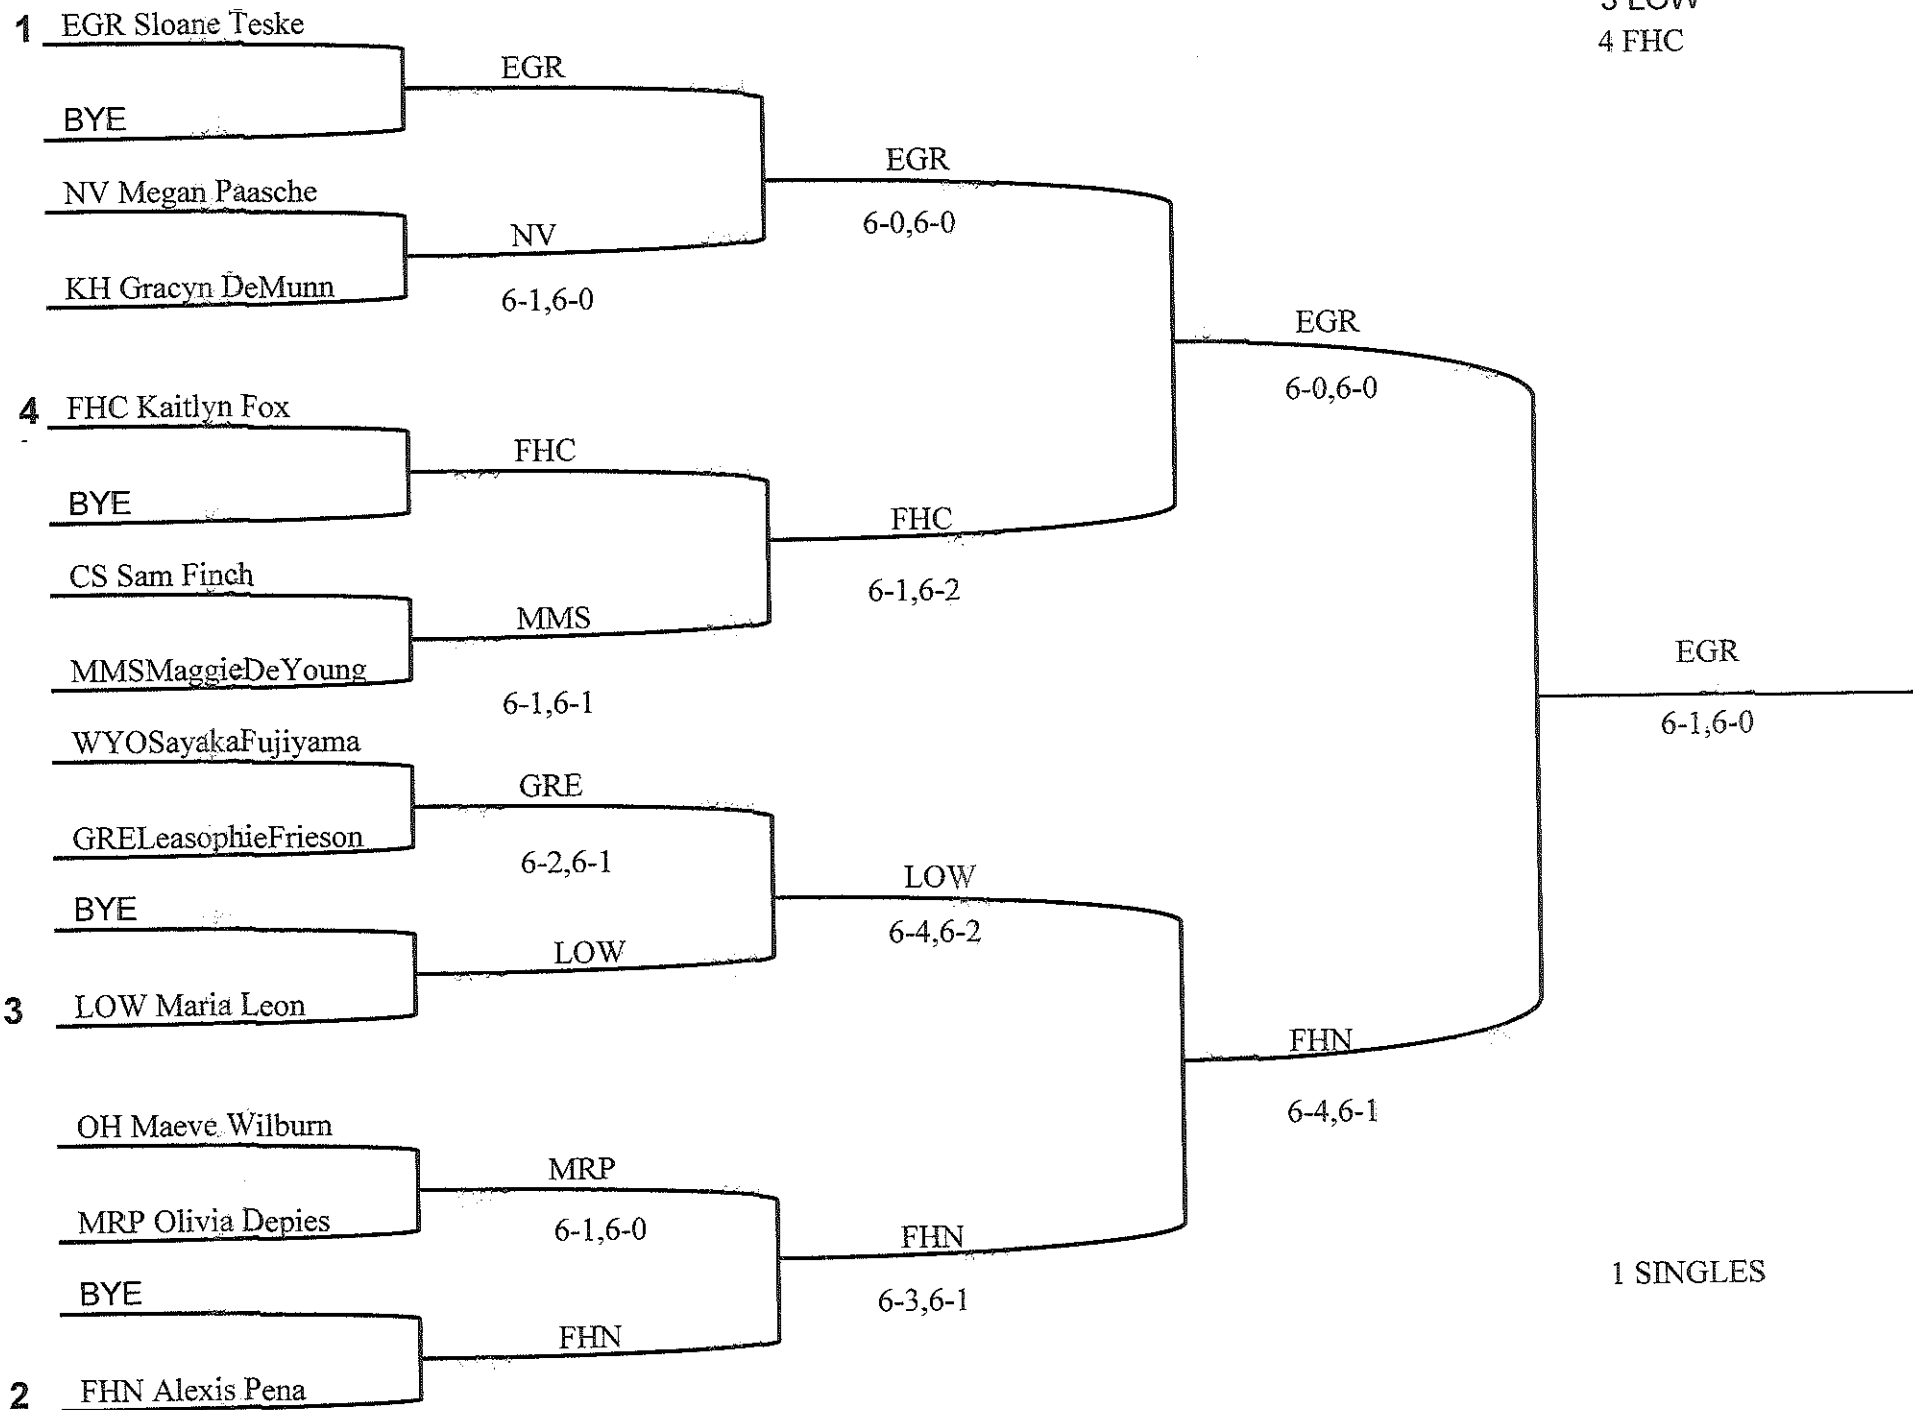 3 LOW
4 FHC
1 EGR Sloane Teske
EGR
BYE
EGR
NV Megan Paasche
6-0,6-0
NV
KH Gracyn DeMunn
6-1,6-0
EGR
6-0,6-0
4 FHC Kaitlyn Fox
FHC
BYE
FHC
CS Sam Finch
6-1,6-2
MMS
MMSMaggieDeYoung
6-1,6-1
EGR
6-1,6-0
WYOSayakaFujiyama
GRE
GRELeasophieFrieson
6-2,6-1
LOW
BYE
6-4,6-2
LOW
3 LOW Maria Leon
FHN
6-4,6-1
OH Maeve Wilburn
MRP
MRP Olivia Depies
6-1,6-0
FHN
BYE
6-3,6-1
1 SINGLES
FHN
2 FHN Alexis Pena